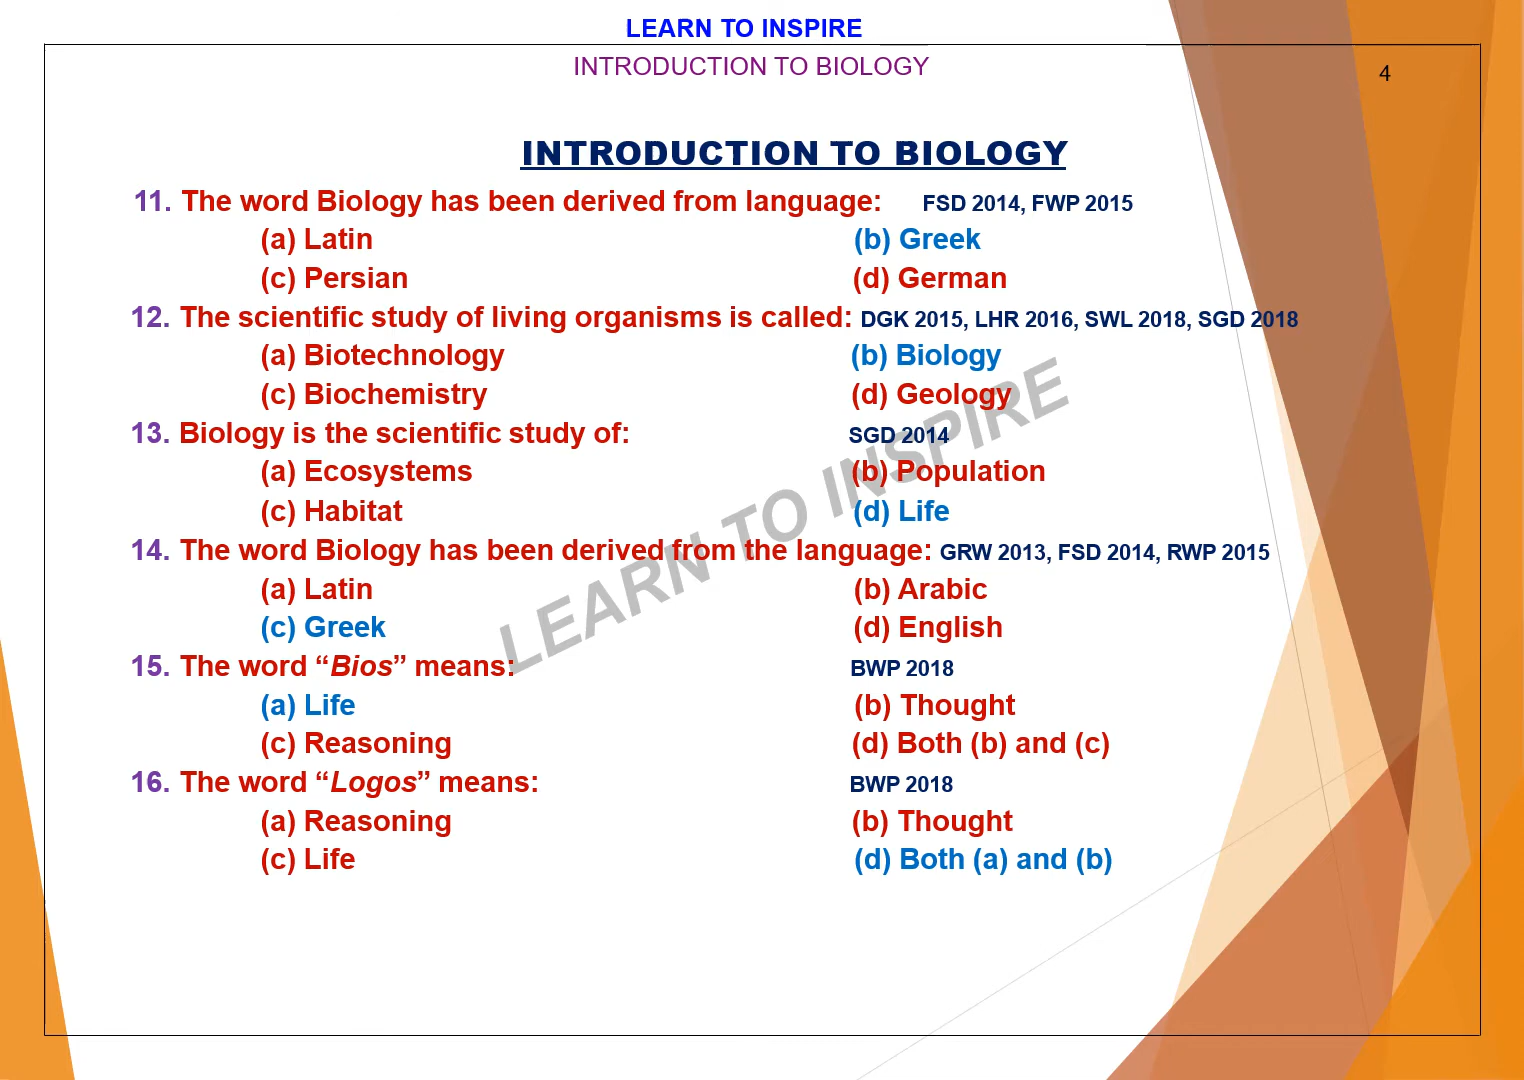 LEARN TO INSPIRE
INTRODUCTION TO BIOLOGY
4
INTRODUCTION TO BIOLOGY
11. The word Biology has been derived from language: FSD 2014, FWP 2015
(a) Latin (b) Greek
(c) Persian (d) German
12. The scientific study of living organisms is called: DGK 2015, LHR 2016, SWL 2018, SGD 2018
(a) Biotechnology (b) Biology
(c) Biochemistry (d) Geology
13. Biology is the scientific study of: SGD 2014
(a) Ecosystems (b) Population
(c) Habitat (d) Life
14. The word Biology has been derived from the language: GRW 2013, FSD 2014, RWP 2015
(a) Latin (b) Arabic
(c) Greek (d) English
15. The word “Bios” means: BWP 2018
(a) Life (b) Thought
(c) Reasoning (d) Both (b) and (c)
16. The word “Logos” means: BWP 2018
(a) Reasoning (b) Thought
(c) Life (d) Both (a) and (b)
LEARN TO INSPIRE